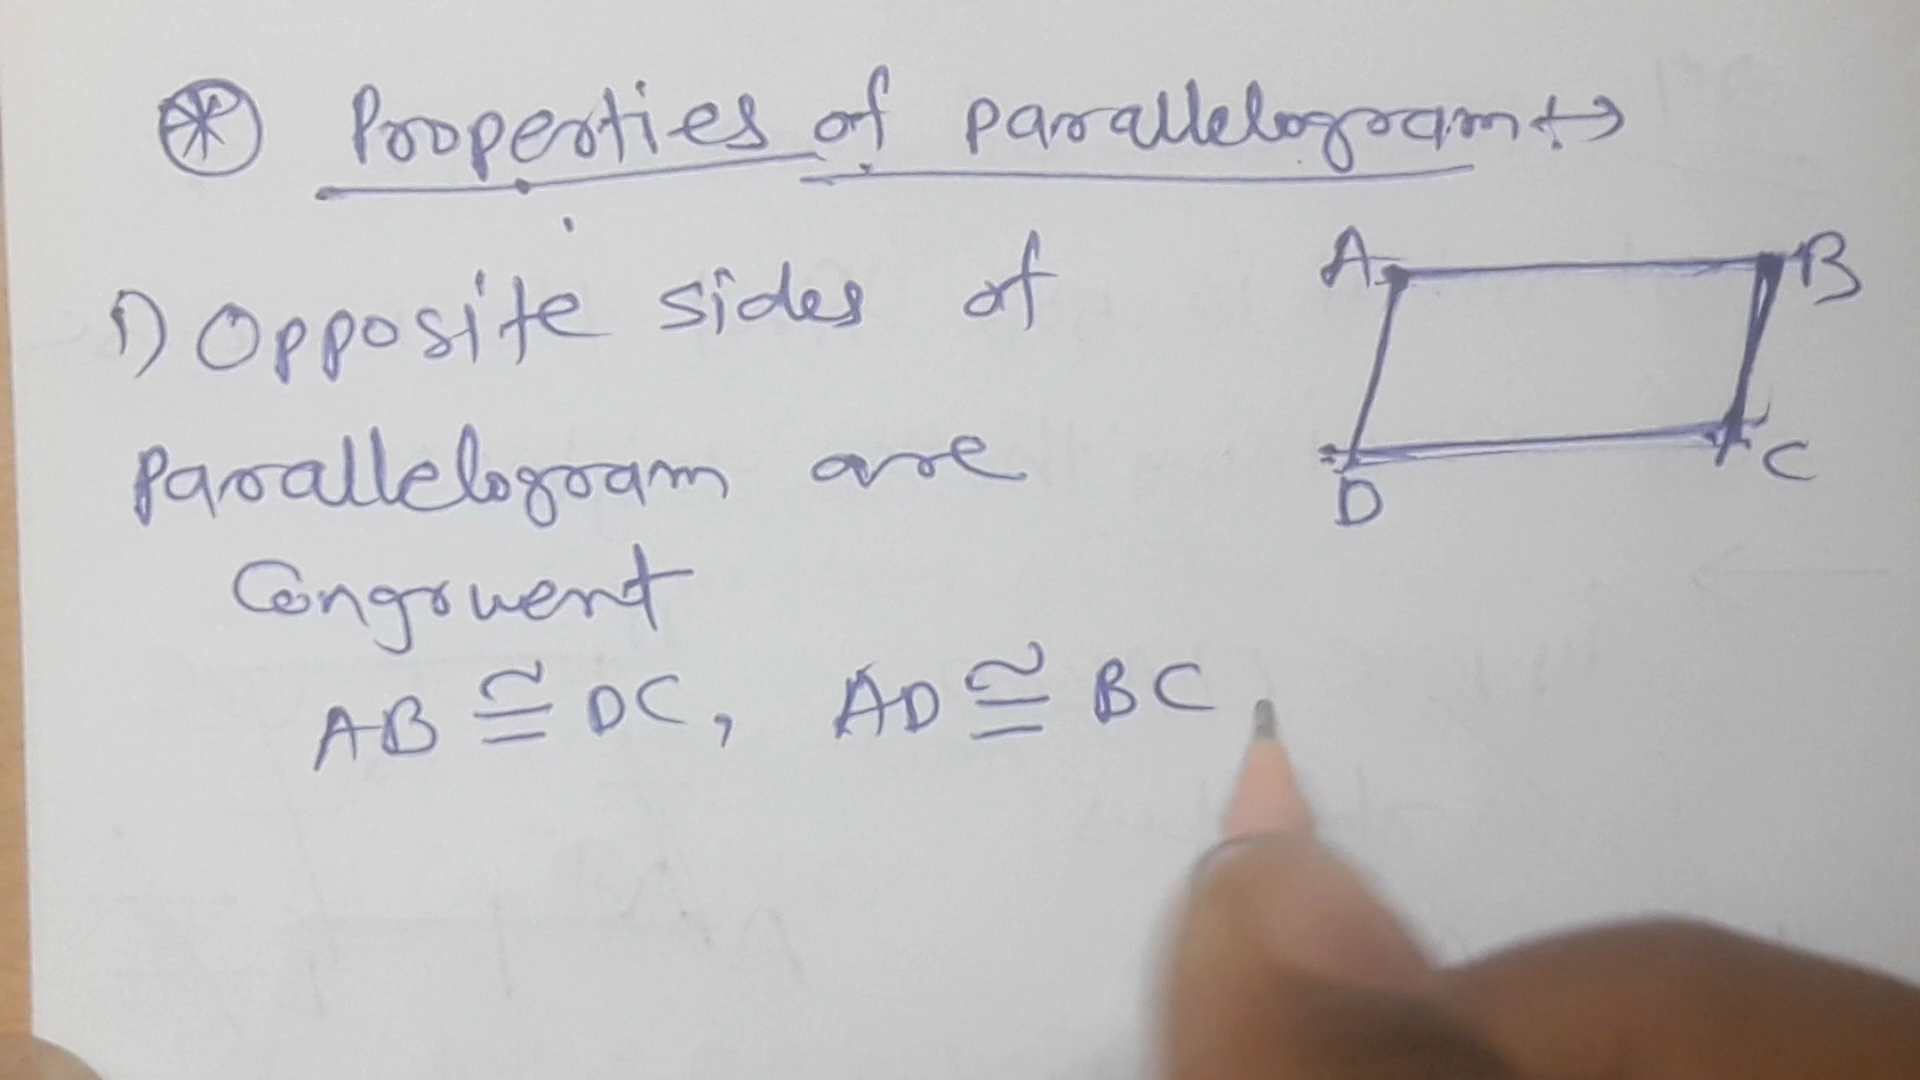 Properties of parallelogram →
1) Opposite sides of
parallelogram are
Congruent
AB ≅ DC, AD ≅ BC
A
B
D
C